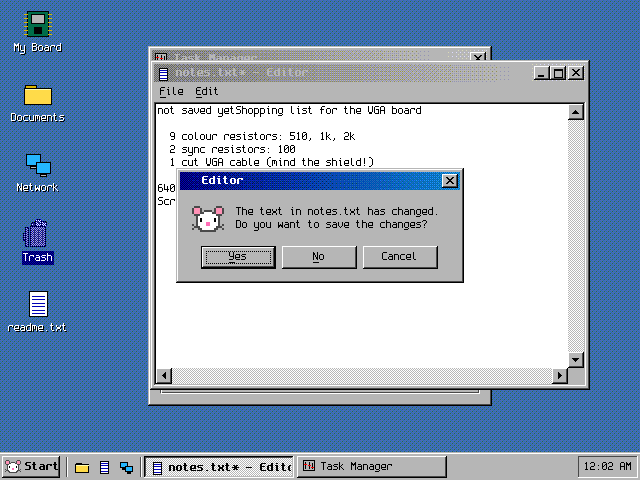 My Board
Documents
Network
Trash
readme.txt
Task Manager
notes.txt* - Editor
File Edit
not saved yetShopping list for the VGA board
9 colour resistors: 510, 1k, 2k
2 sync resistors: 100
1 cut VGA cable (mind the shield!)
640
Scr
Editor
The text in notes.txt has changed.
Do you want to save the changes?
Yes No Cancel
Start notes.txt* - Edito Task Manager 12:02 AM